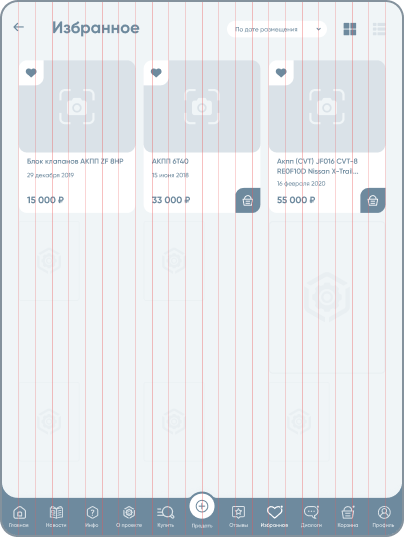 Избранное
По дате размещения
Блок клапанов АКПП ZF 8HP
29 декабря 2019
15 000 ₽
АКПП 6T40
15 июня 2018
33 000 ₽
Акпп (CVT) JF016 CVT-8
RE0F10D Nissan X-Trail...
16 февраля 2020
55 000 ₽
Главное
Новости
Инфо
О проекте
Купить
Продать
Отзывы
Избранное
Диалоги
Корзина
Профиль